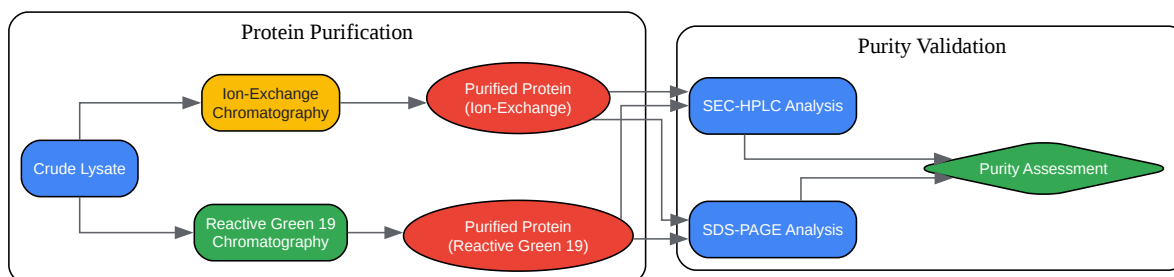 Protein Purification
Purity Validation
Ion-Exchange
Chromatography
Purified Protein
(Ion-Exchange)
SEC-HPLC Analysis
Crude Lysate
Purity Assessment
Reactive Green 19
Chromatography
Purified Protein
(Reactive Green 19)
SDS-PAGE Analysis